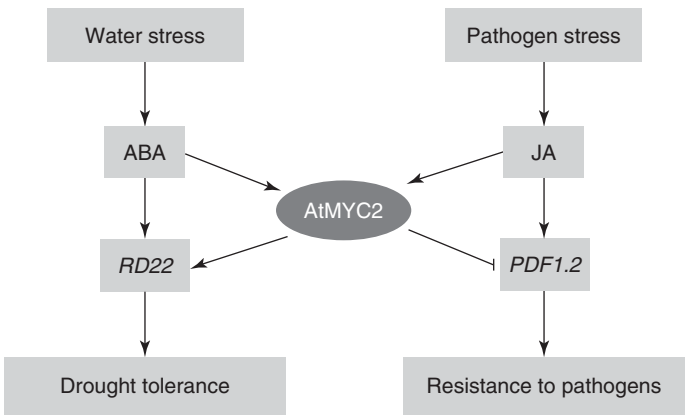 Water stress
Pathogen stress
ABA
JA
AtMYC2
RD22
PDF1.2
Drought tolerance
Resistance to pathogens